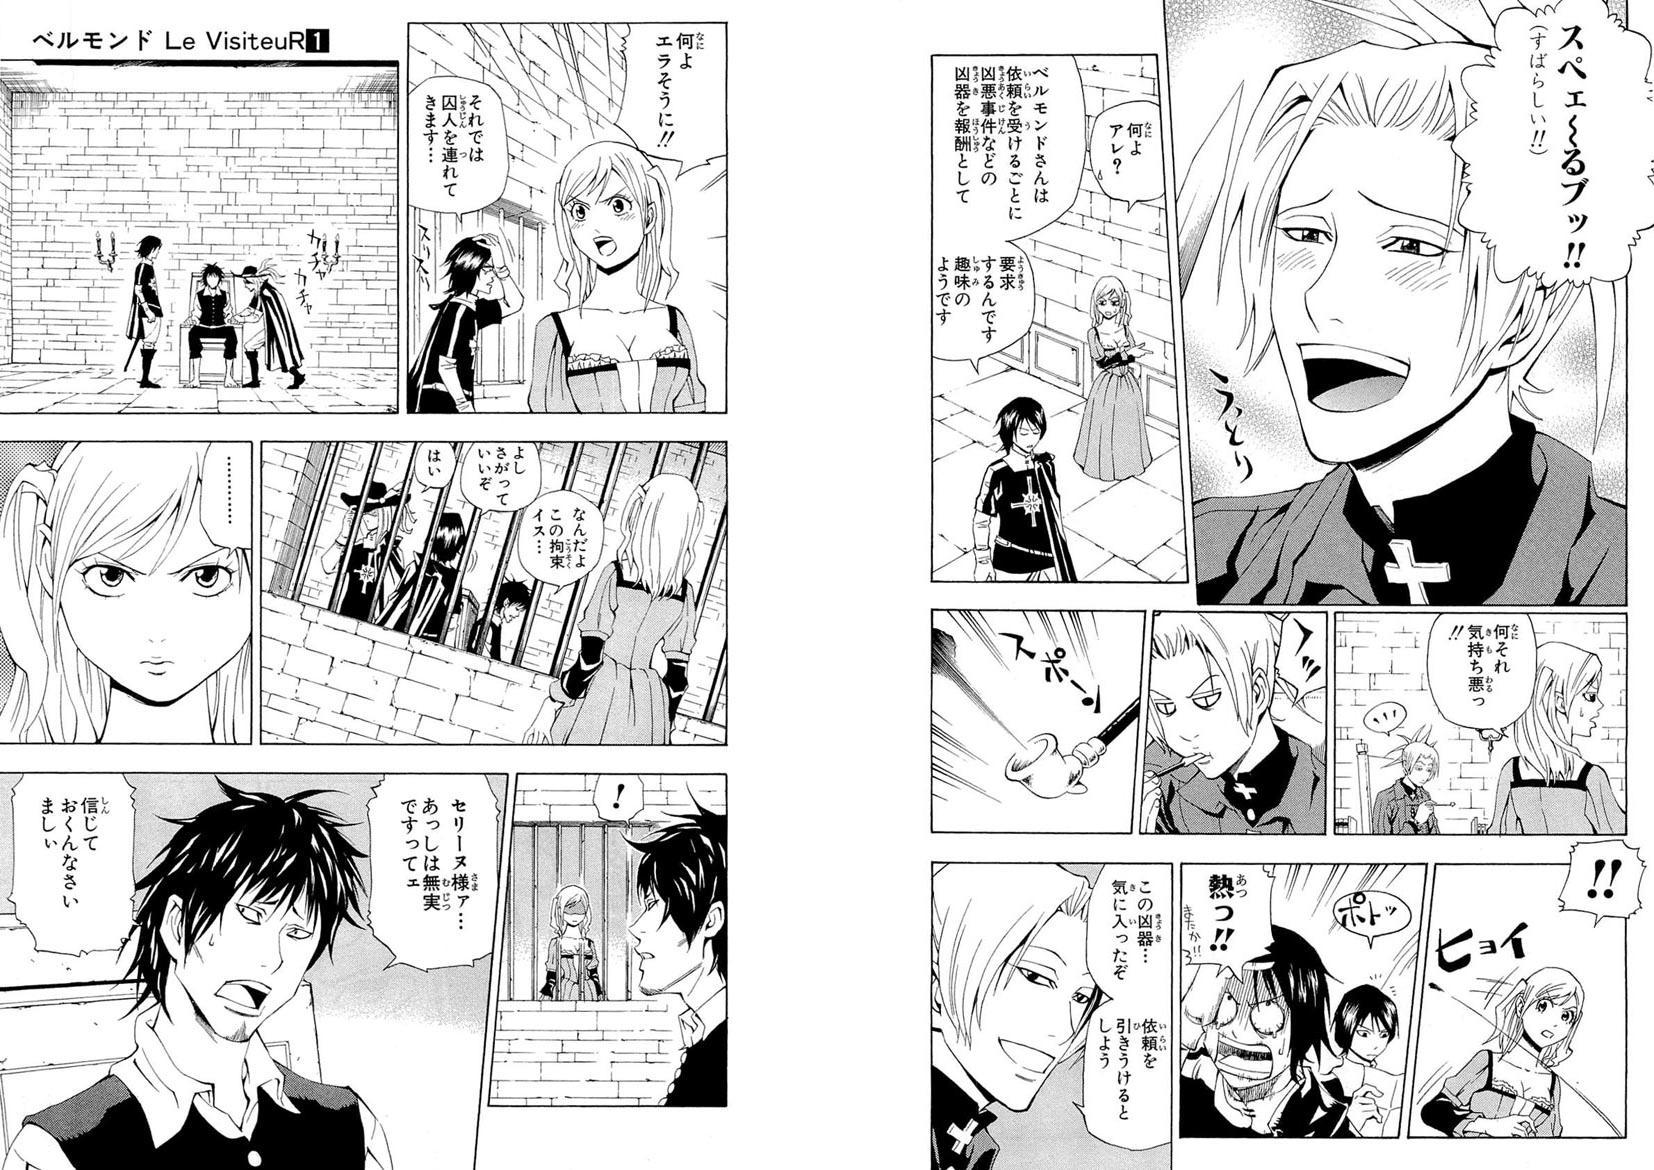 スペェ～るブッ!!
(すばらしい!!)
うっとり
何よ
アレ?
ベルモンドさんは
依頼を受けるごとに
凶悪事件などの
凶器を報酬として
要求
するんです
趣味の
ようです
何それ
気持ち悪っ
!!
スポーン
!!
ヒョイ
ポトッ
熱っ!!
またか!!
この凶器…
気に入ったぞ
依頼を
引きうけると
しよう
ベルモンド Le VisiteuR 1
何よ
エラそうに!!
それでは
囚人を連れて
きます…
カチャ
カチャ
よし
さがって
いいぞ
はい
なんだよ
この拘束
イス…
…………
!
セリーヌ様ァ…
あっしは無実
ですってェ
信じて
おくんなさい
ましぃ